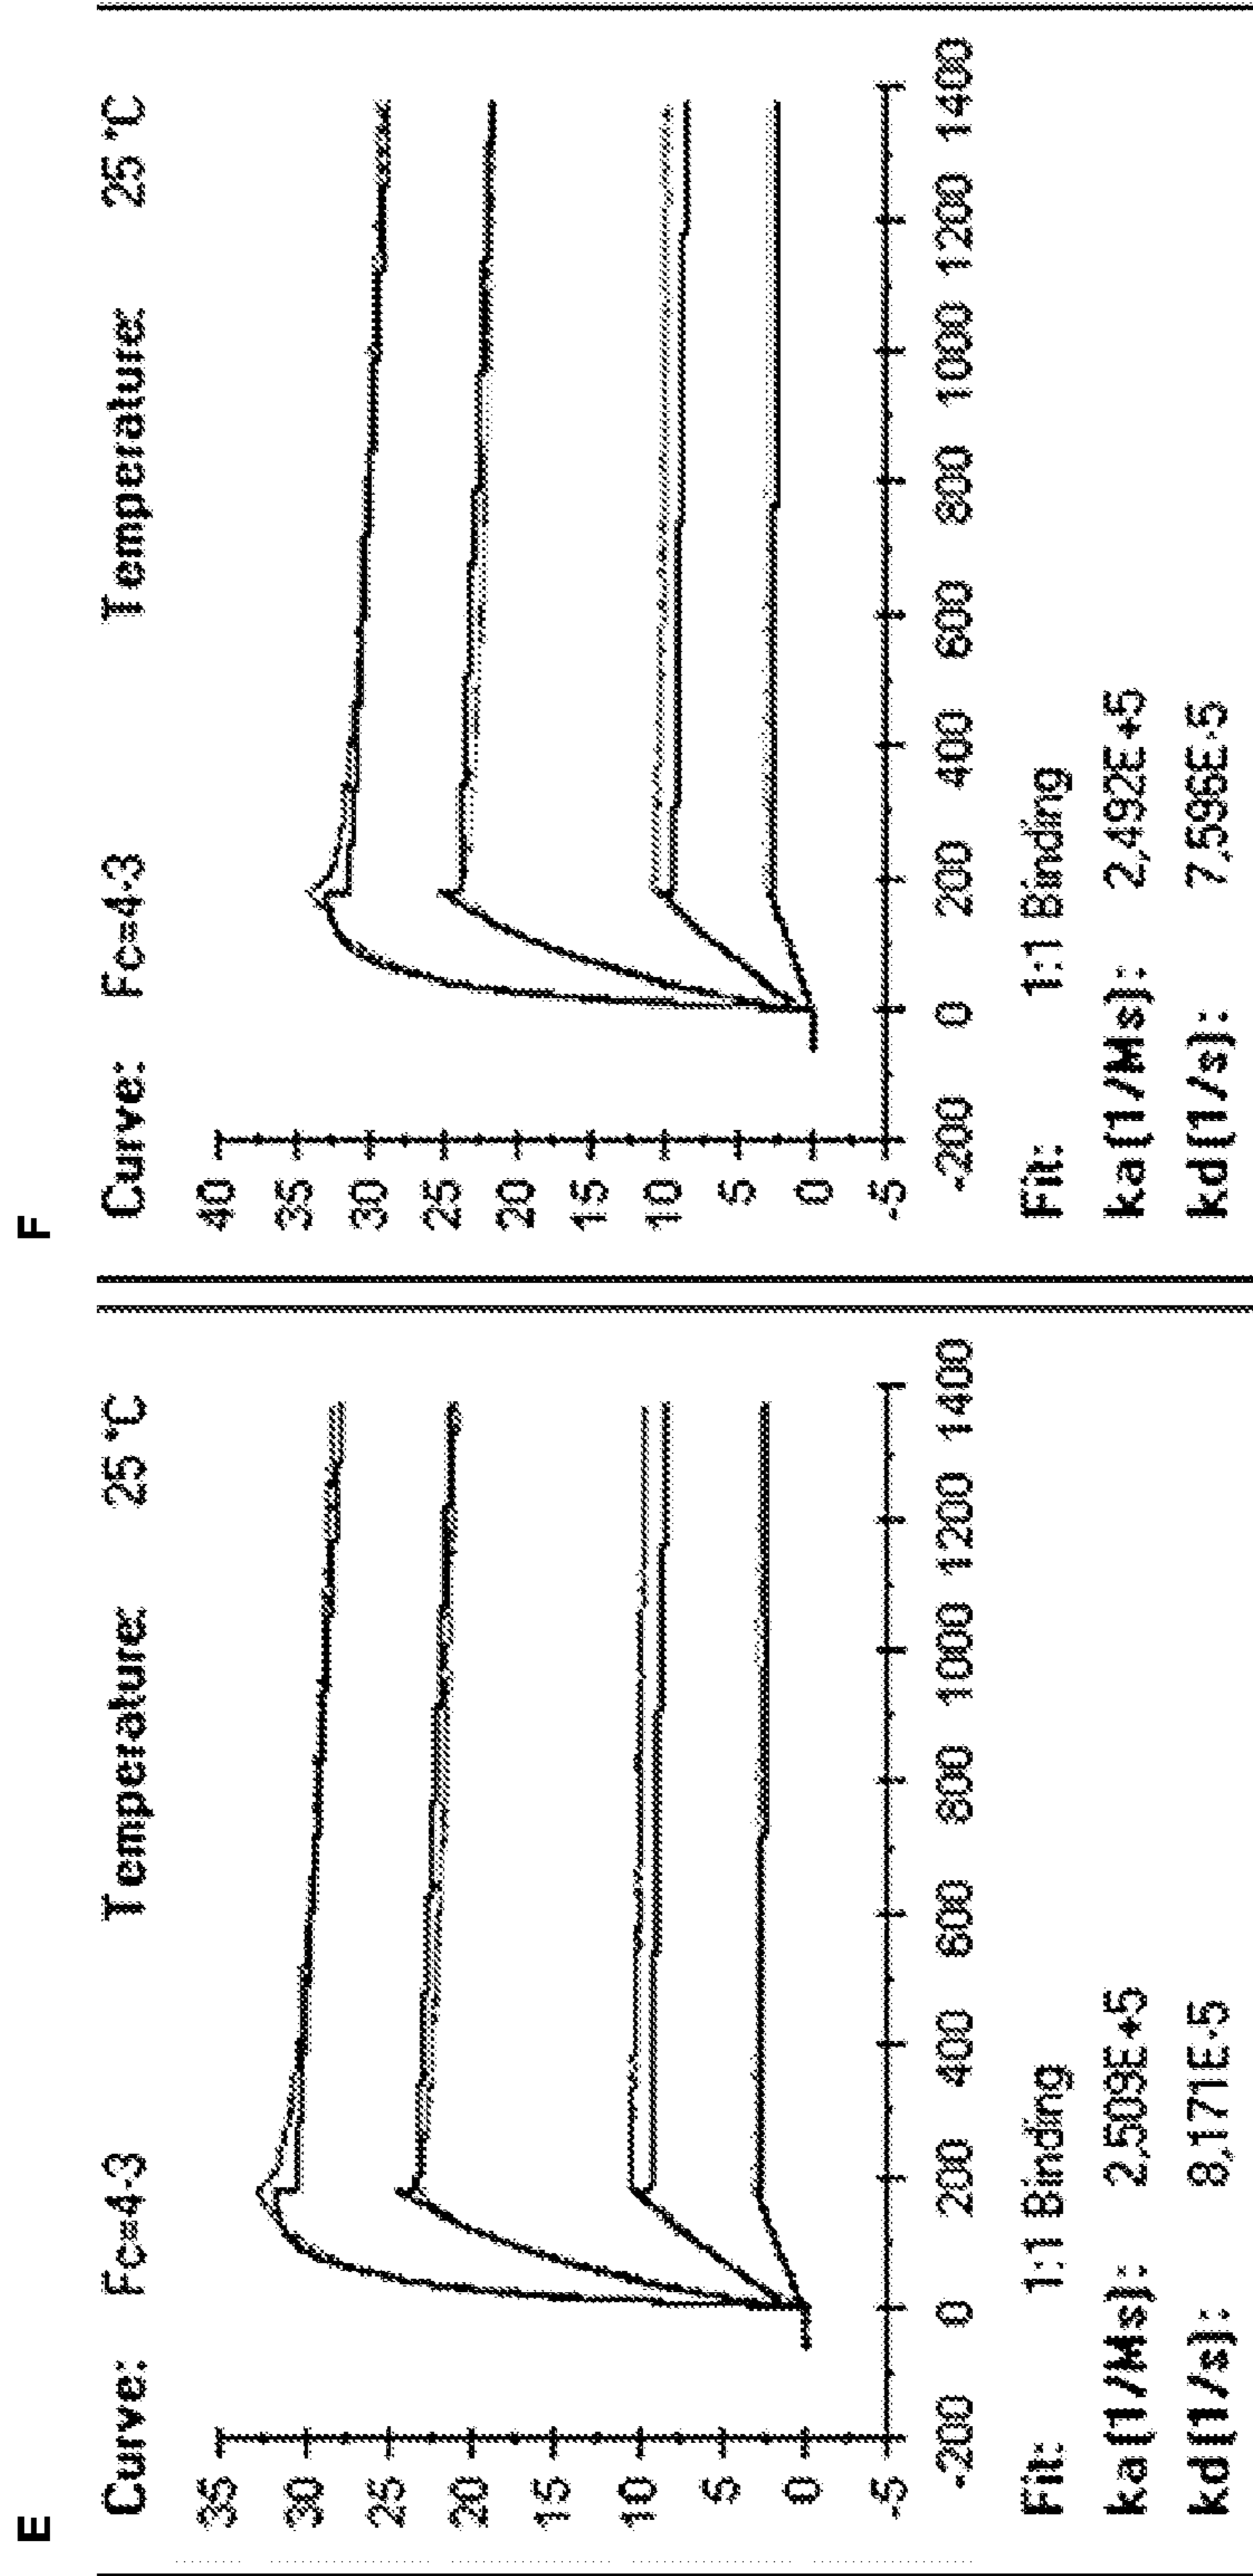 E
Curve: Fc=4-3 Temperature: 25 °C
35
30
25
20
15
10
5
0
-5
-200 0 200 400 600 800 1000 1200 1400
Fit: 1:1 Binding
ka (1/Ms): 2,509E+5
kd (1/s): 8,171E-5
F
Curve: Fc=4-3 Temperature: 25 °C
40
35
30
25
20
15
10
5
0
-5
-200 0 200 400 600 800 1000 1200 1400
Fit: 1:1 Binding
ka (1/Ms): 2,492E+5
kd (1/s): 7,596E-5